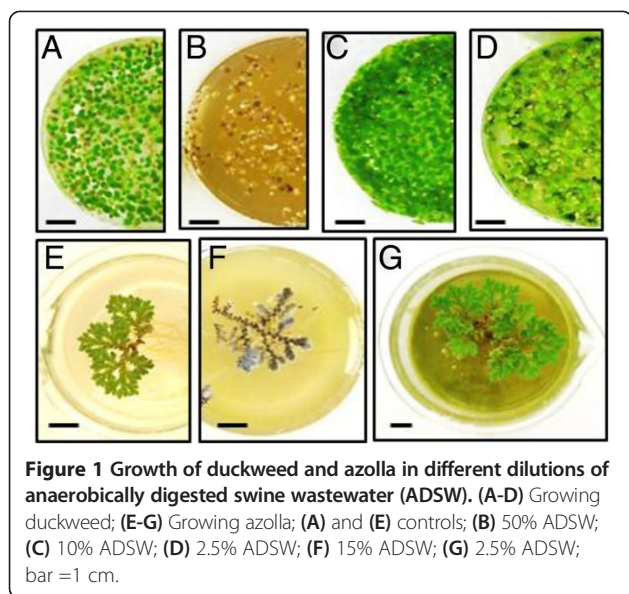 A
B
C
D
E
F
G
Figure 1 Growth of duckweed and azolla in different dilutions of
anaerobically digested swine wastewater (ADSW). (A-D) Growing
duckweed; (E-G) Growing azolla; (A) and (E) controls; (B) 50% ADSW;
(C) 10% ADSW; (D) 2.5% ADSW; (F) 15% ADSW; (G) 2.5% ADSW;
bar =1 cm.